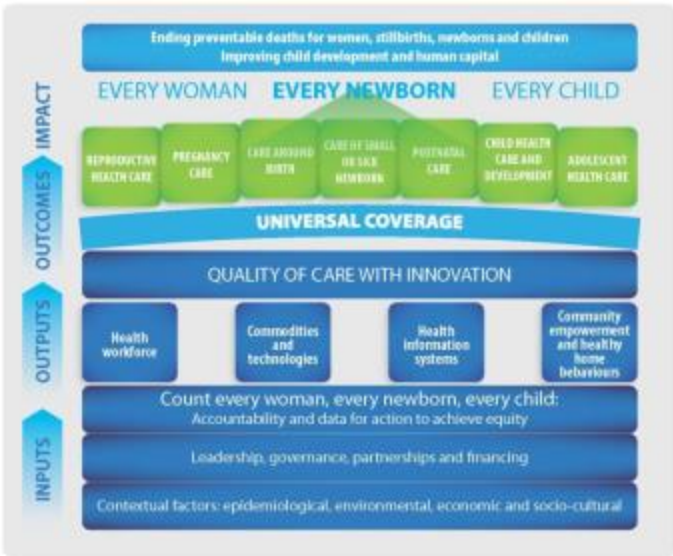 Ending preventable deaths for women, stillbirths, newborns and children
Improving child development and human capital
EVERY WOMAN
EVERY NEWBORN
EVERY CHILD
REPRODUCTIVE
HEALTH CARE
PREGNANCY
CARE
CARE AROUND
BIRTH
CARE OF SMALL
OR SICK
NEWBORN
POSTNATAL
CARE
CHILD HEALTH
CARE AND
DEVELOPMENT
ADOLESCENT
HEALTH CARE
UNIVERSAL COVERAGE
QUALITY OF CARE WITH INNOVATION
Health
workforce
Commodities
and
technologies
Health
information
systems
Community
empowerment
and healthy
home
behaviours
Count every woman, every newborn, every child:
Accountability and data for action to achieve equity
Leadership, governance, partnerships and financing
Contextual factors: epidemiological, environmental, economic and socio-cultural
IMPACT
OUTCOMES
OUTPUTS
INPUTS